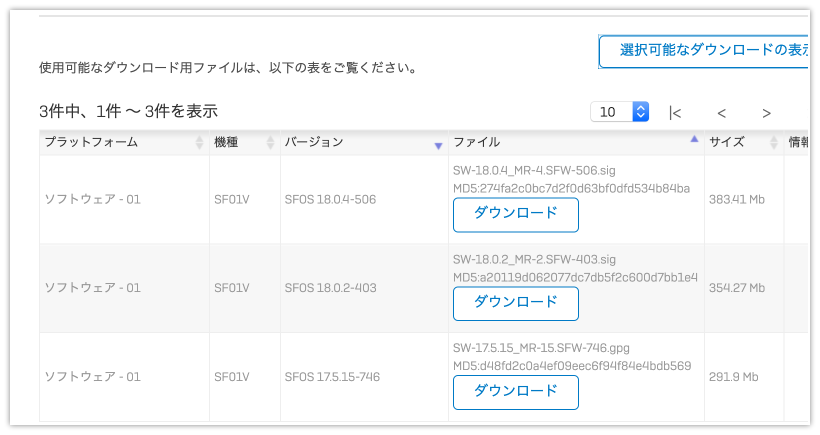 選択可能なダウンロードの表示
使用可能なダウンロード用ファイルは、以下の表をご覧ください。
3件中、1件 ～ 3件を表示
10 |< < >
プラットフォーム 機種 バージョン ファイル サイズ 情報
SW-18.0.4_MR-4.SFW-506.sig
MD5:274fa2c0bc7d2f0d63bf0dfd534b84ba
ソフトウェア - 01 SF01V SFOS 18.0.4-506 ダウンロード 383.41 Mb
SW-18.0.2_MR-2.SFW-403.sig
MD5:a20119d062077dc7db5f2c600d7bb1e4
ソフトウェア - 01 SF01V SFOS 18.0.2-403 ダウンロード 354.27 Mb
SW-17.5.15_MR-15.SFW-746.gpg
MD5:d48fd2c0a4ef09eec6f94f84e4bdb569
ソフトウェア - 01 SF01V SFOS 17.5.15-746 ダウンロード 291.9 Mb